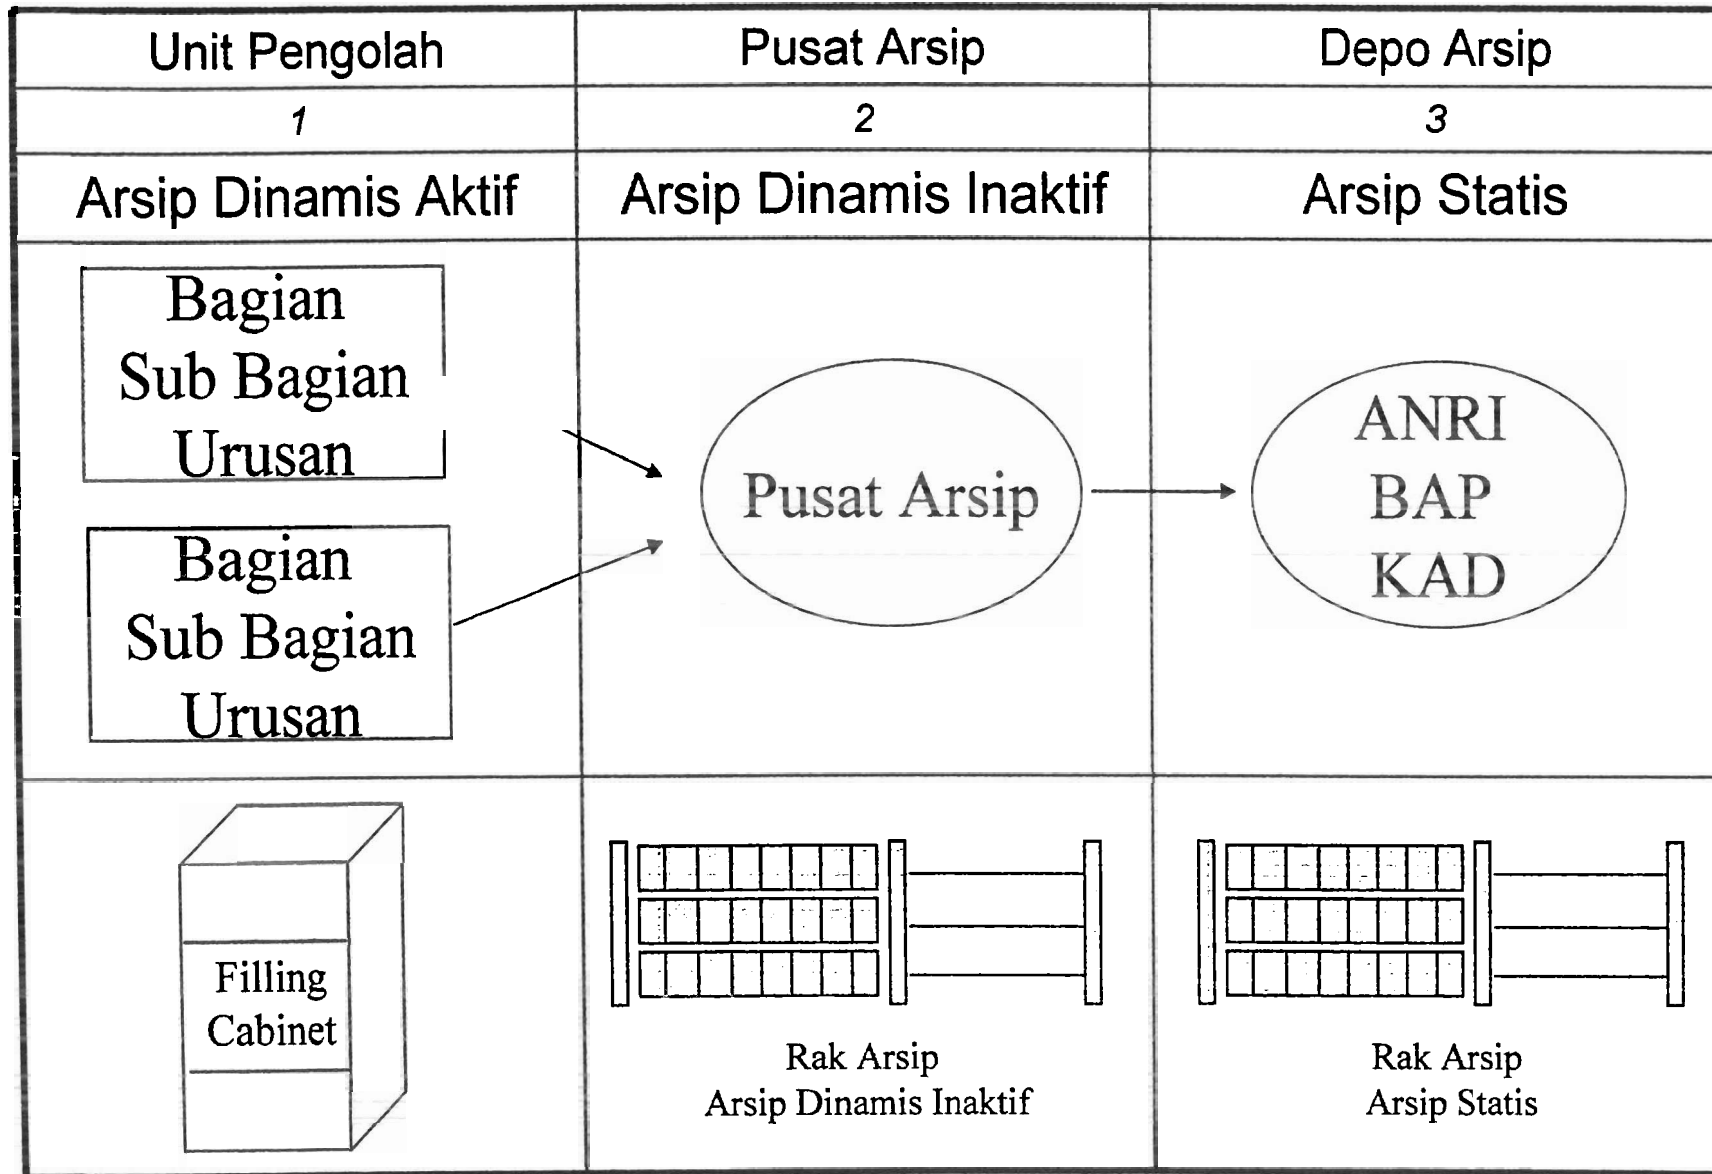 Unit Pengolah
Pusat Arsip
Depo Arsip
1
2
3
Arsip Dinamis Aktif
Arsip Dinamis Inaktif
Arsip Statis
Bagian
Sub Bagian
Urusan
Bagian
Sub Bagian
Urusan
Pusat Arsip
ANRI
BAP
KAD
Filling
Cabinet
Rak Arsip
Arsip Dinamis Inaktif
Rak Arsip
Arsip Statis